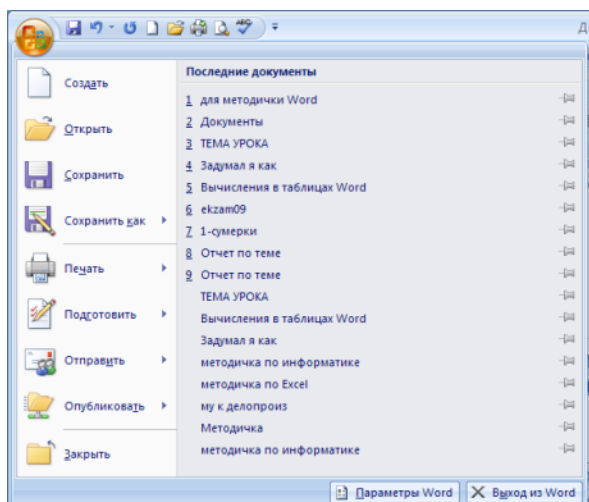 Д
Создать
Открыть
Сохранить
Сохранить как
Печать
Подготовить
Отправить
Опубликовать
Закрыть
Последние документы
1 для методички Word
2 Документы
3 ТЕМА УРОКА
4 Задумал я как
5 Вычисления в таблицах Word
6 ekzam09
7 1-сумерки
8 Отчет по теме
9 Отчет по теме
ТЕМА УРОКА
Вычисления в таблицах Word
Задумал я как
методичка по информатике
методичка по Excel
му к делопроиз
Методичка
методичка по информатике
Параметры Word
Выход из Word